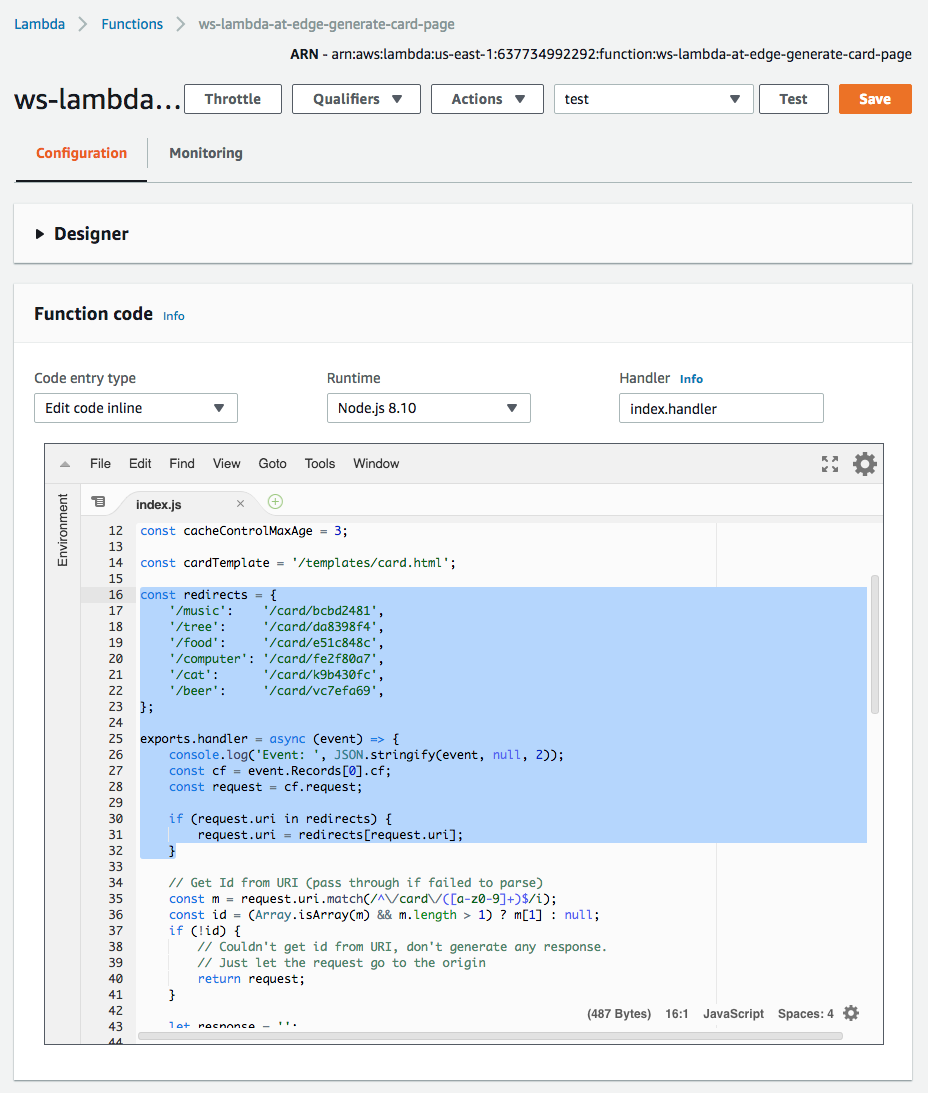 Lambda > Functions > ws-lambda-at-edge-generate-card-page
ARN - arn:aws:lambda:us-east-1:637734992292:function:ws-lambda-at-edge-generate-card-page
ws-lambda... Throttle Qualifiers Actions test Test Save
Configuration Monitoring
Designer
Function code Info
Code entry type Runtime Handler Info
Edit code inline Node.js 8.10 index.handler
File Edit Find View Goto Tools Window
Environment
index.js
12 const cacheControlMaxAge = 3;
13
14 const cardTemplate = '/templates/card.html';
15
16 const redirects = {
17     '/music':    '/card/bcbd2481',
18     '/tree':     '/card/da8398f4',
19     '/food':     '/card/e51c848c',
20     '/computer': '/card/fe2f80a7',
21     '/cat':      '/card/k9b430fc',
22     '/beer':     '/card/vc7efa69',
23 };
24
25 exports.handler = async (event) => {
26     console.log('Event: ', JSON.stringify(event, null, 2));
27     const cf = event.Records[0].cf;
28     const request = cf.request;
29
30     if (request.uri in redirects) {
31         request.uri = redirects[request.uri];
32     }
33
34     // Get Id from URI (pass through if failed to parse)
35     const m = request.uri.match(/^\/card\/([a-z0-9]+)$/i);
36     const id = (Array.isArray(m) && m.length > 1) ? m[1] : null;
37     if (!id) {
38         // Couldn't get id from URI, don't generate any response.
39         // Just let the request go to the origin
40         return request;
41     }
42
43     let response = '';
44
(487 Bytes) 16:1 JavaScript Spaces: 4